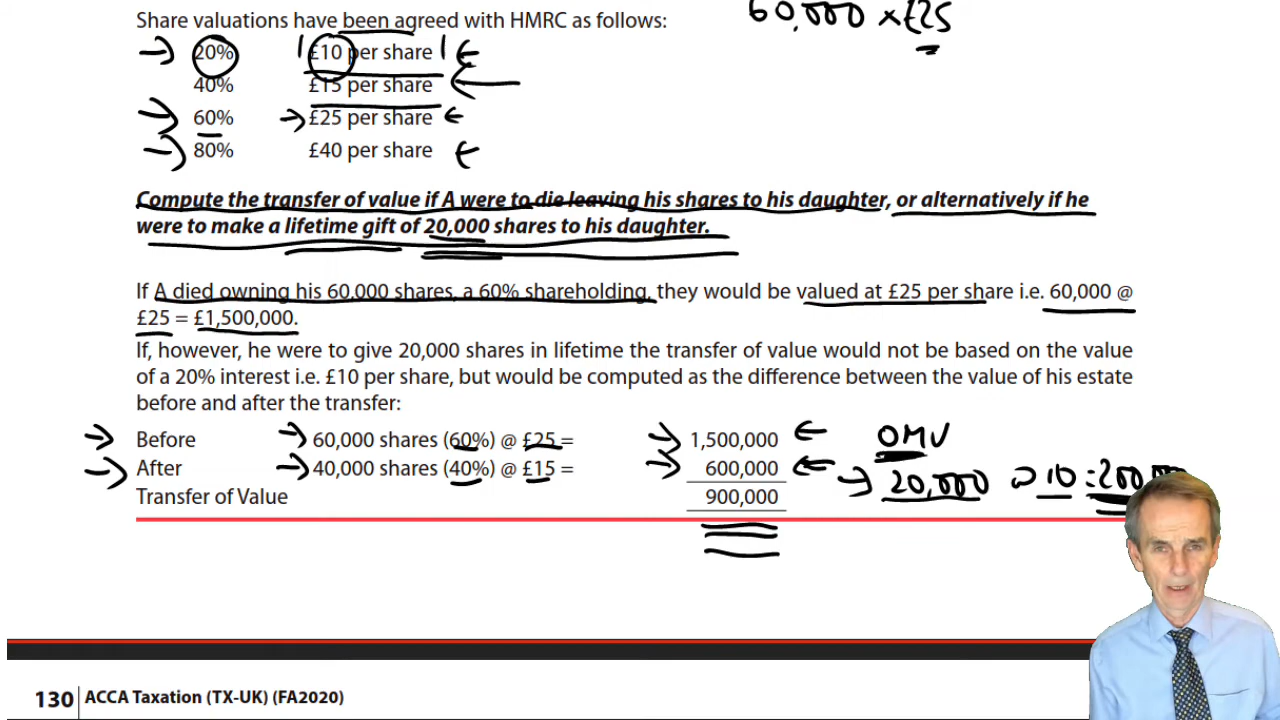 Share valuations have been agreed with HMRC as follows:
60,000 × £25
20% £10 per share
40% £15 per share
60% £25 per share
80% £40 per share
Compute the transfer of value if A were to die leaving his shares to his daughter, or alternatively if he
were to make a lifetime gift of 20,000 shares to his daughter.
If A died owning his 60,000 shares, a 60% shareholding, they would be valued at £25 per share i.e. 60,000 @
£25 = £1,500,000.
If, however, he were to give 20,000 shares in lifetime the transfer of value would not be based on the value
of a 20% interest i.e. £10 per share, but would be computed as the difference between the value of his estate
before and after the transfer:
Before 60,000 shares (60%) @ £25 = 1,500,000 OMV
After 40,000 shares (40%) @ £15 = 600,000 20,000 @ 10 =
Transfer of Value 900,000
130 ACCA Taxation (TX-UK) (FA2020)